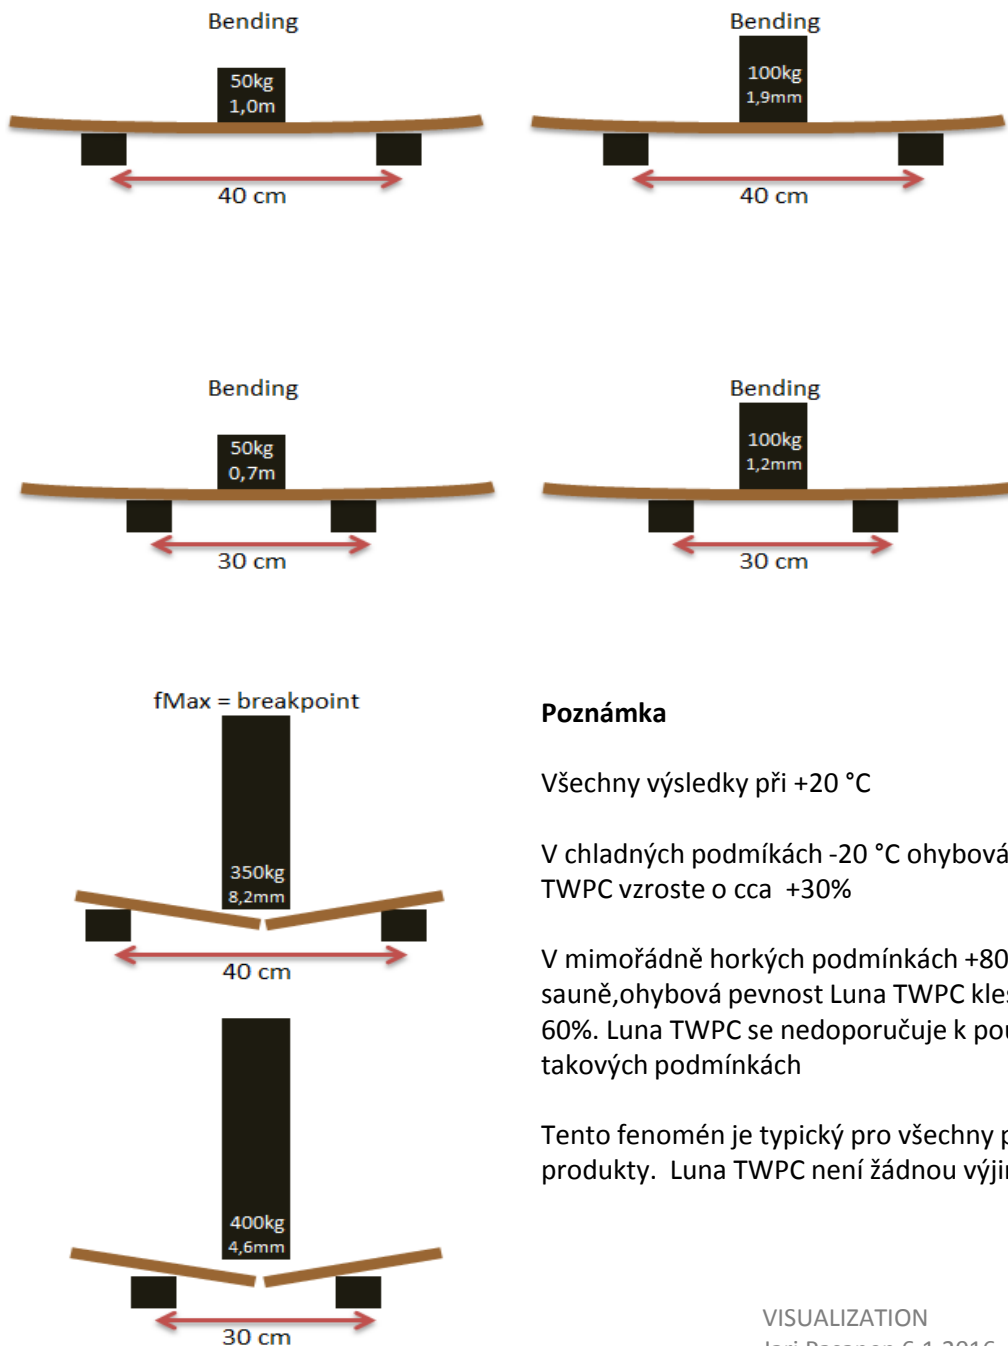 Bending
50kg
1,0m
40 cm
Bending
100kg
1,9mm
40 cm
Bending
50kg
0,7m
30 cm
Bending
100kg
1,2mm
30 cm
fMax = breakpoint
350kg
8,2mm
40 cm
400kg
4,6mm
30 cm
Poznámka
Všechny výsledky při +20 °C
V chladných podmíkách -20 °C ohybová
TWPC vzroste o cca +30%
V mimořádně horkých podmínkách +80
sauně,ohybová pevnost Luna TWPC
60%. Luna TWPC se nedoporučuje k
takových podmínkách
Tento fenomén je typický pro všechny
produkty. Luna TWPC není žádnou
VISUALIZATION